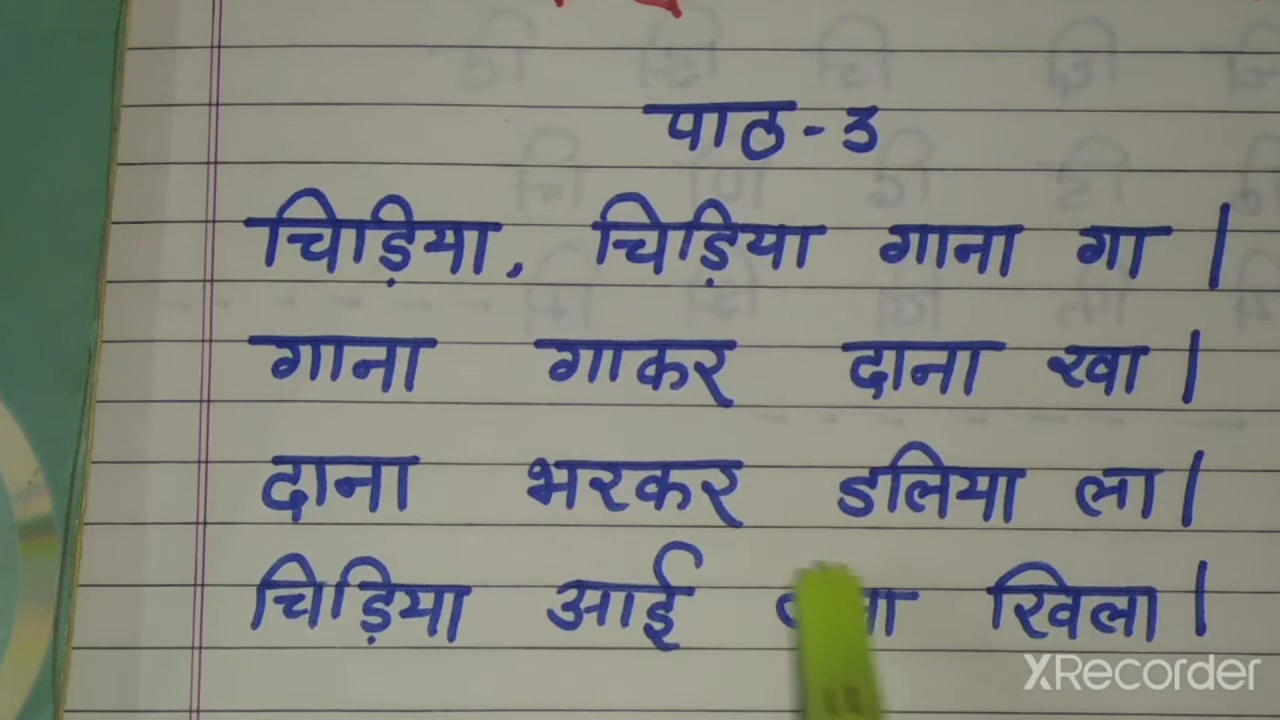 पाठ - 3
चिड़िया, चिड़िया गाना गा |
गाना गाकर दाना खा |
दाना भरकर डलिया ला |
चिड़िया आई खिला |
XRecorder